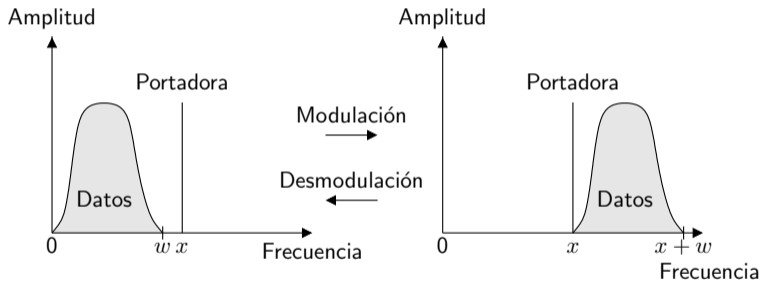 Amplitud
Portadora
Datos
0
w
x
Frecuencia
Modulación
Desmodulación
Amplitud
Portadora
Datos
0
x
x + w
Frecuencia